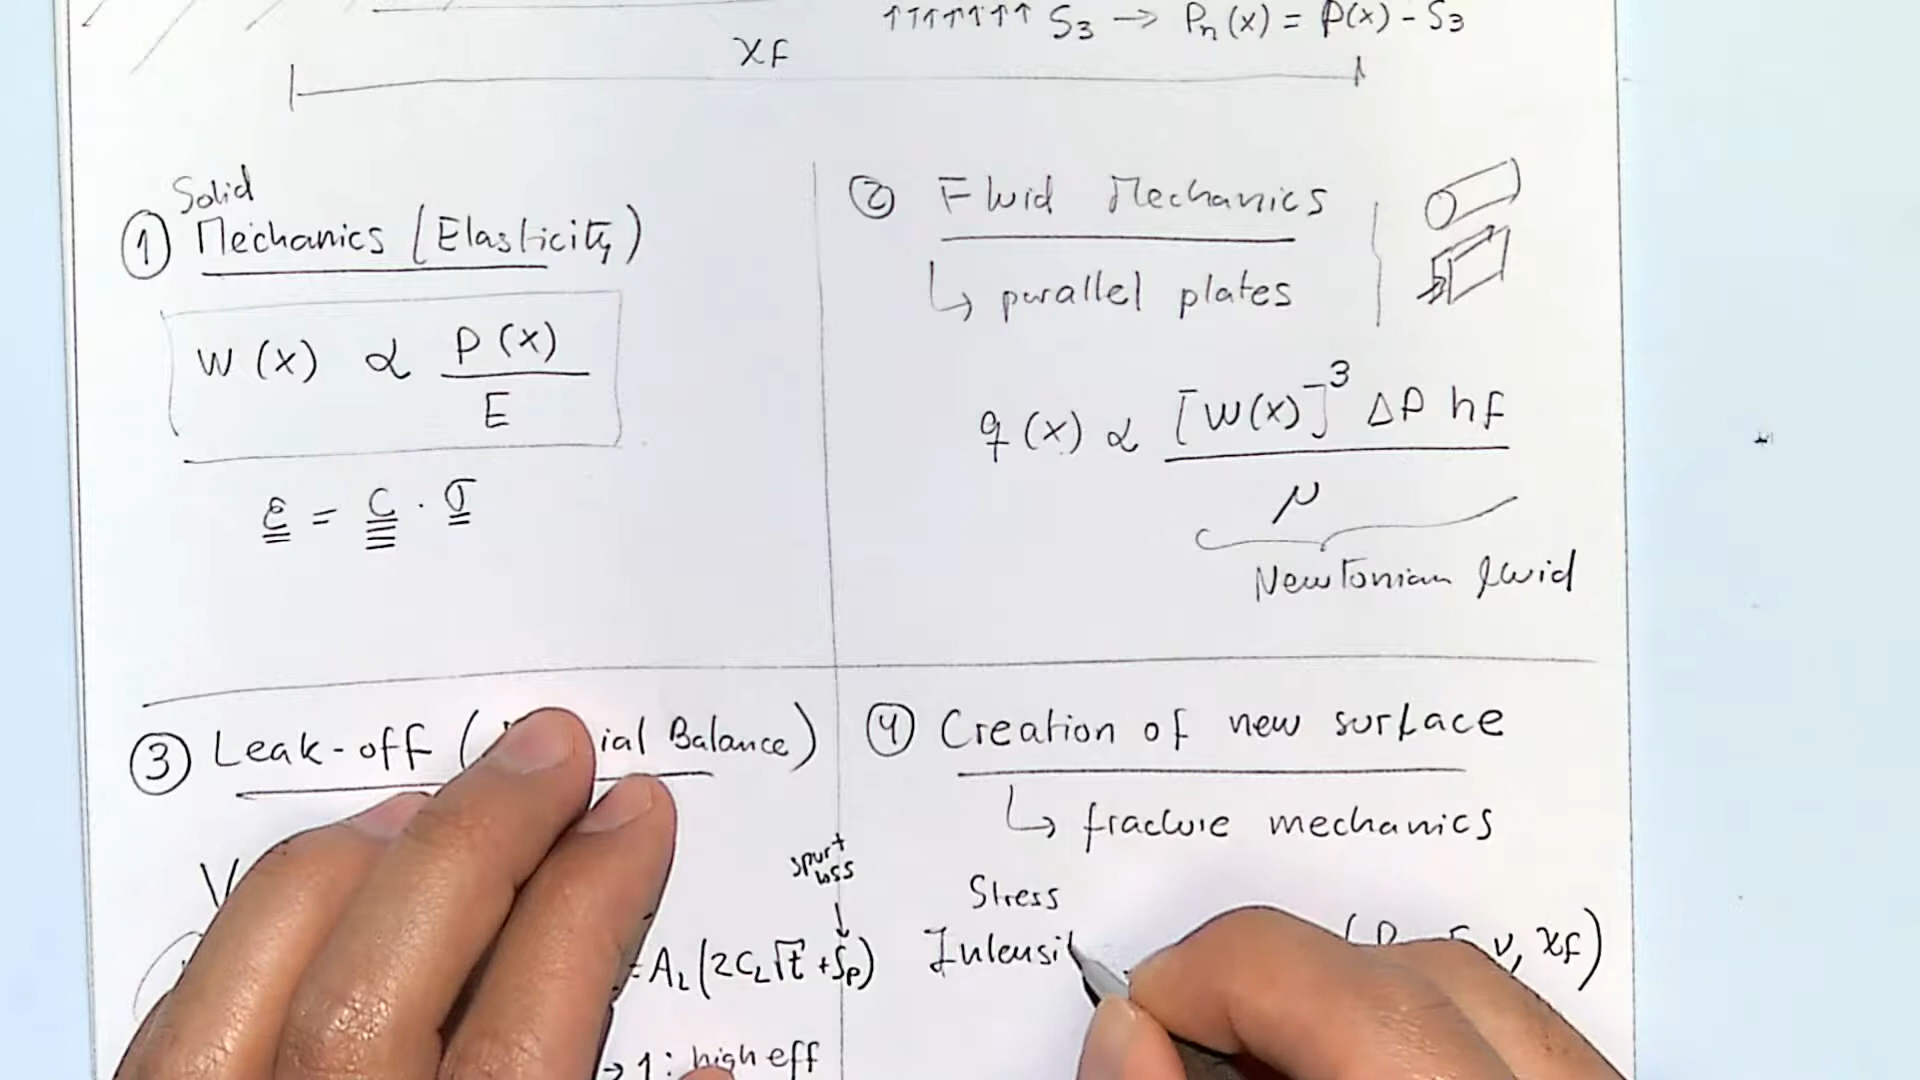 ↑↑↑↑↑↑↑ S3 → Pn(x) = P(x) - S3
xf
Solid
① Mechanics (Elasticity)
W(x) ∝ P(x) / E
ε = C · σ
② Fluid Mechanics
↳ parallel plates
q(x) ∝ [W(x)]^3 ΔP hf / μ
Newtonian fluid
③ Leak-off ( ial Balance)
V
spurt
loss
↓
= AL(2CL√t + Sp)
→ 1: high eff
④ Creation of new surface
↳ fracture mechanics
Stress
Intensit
ν, xf)